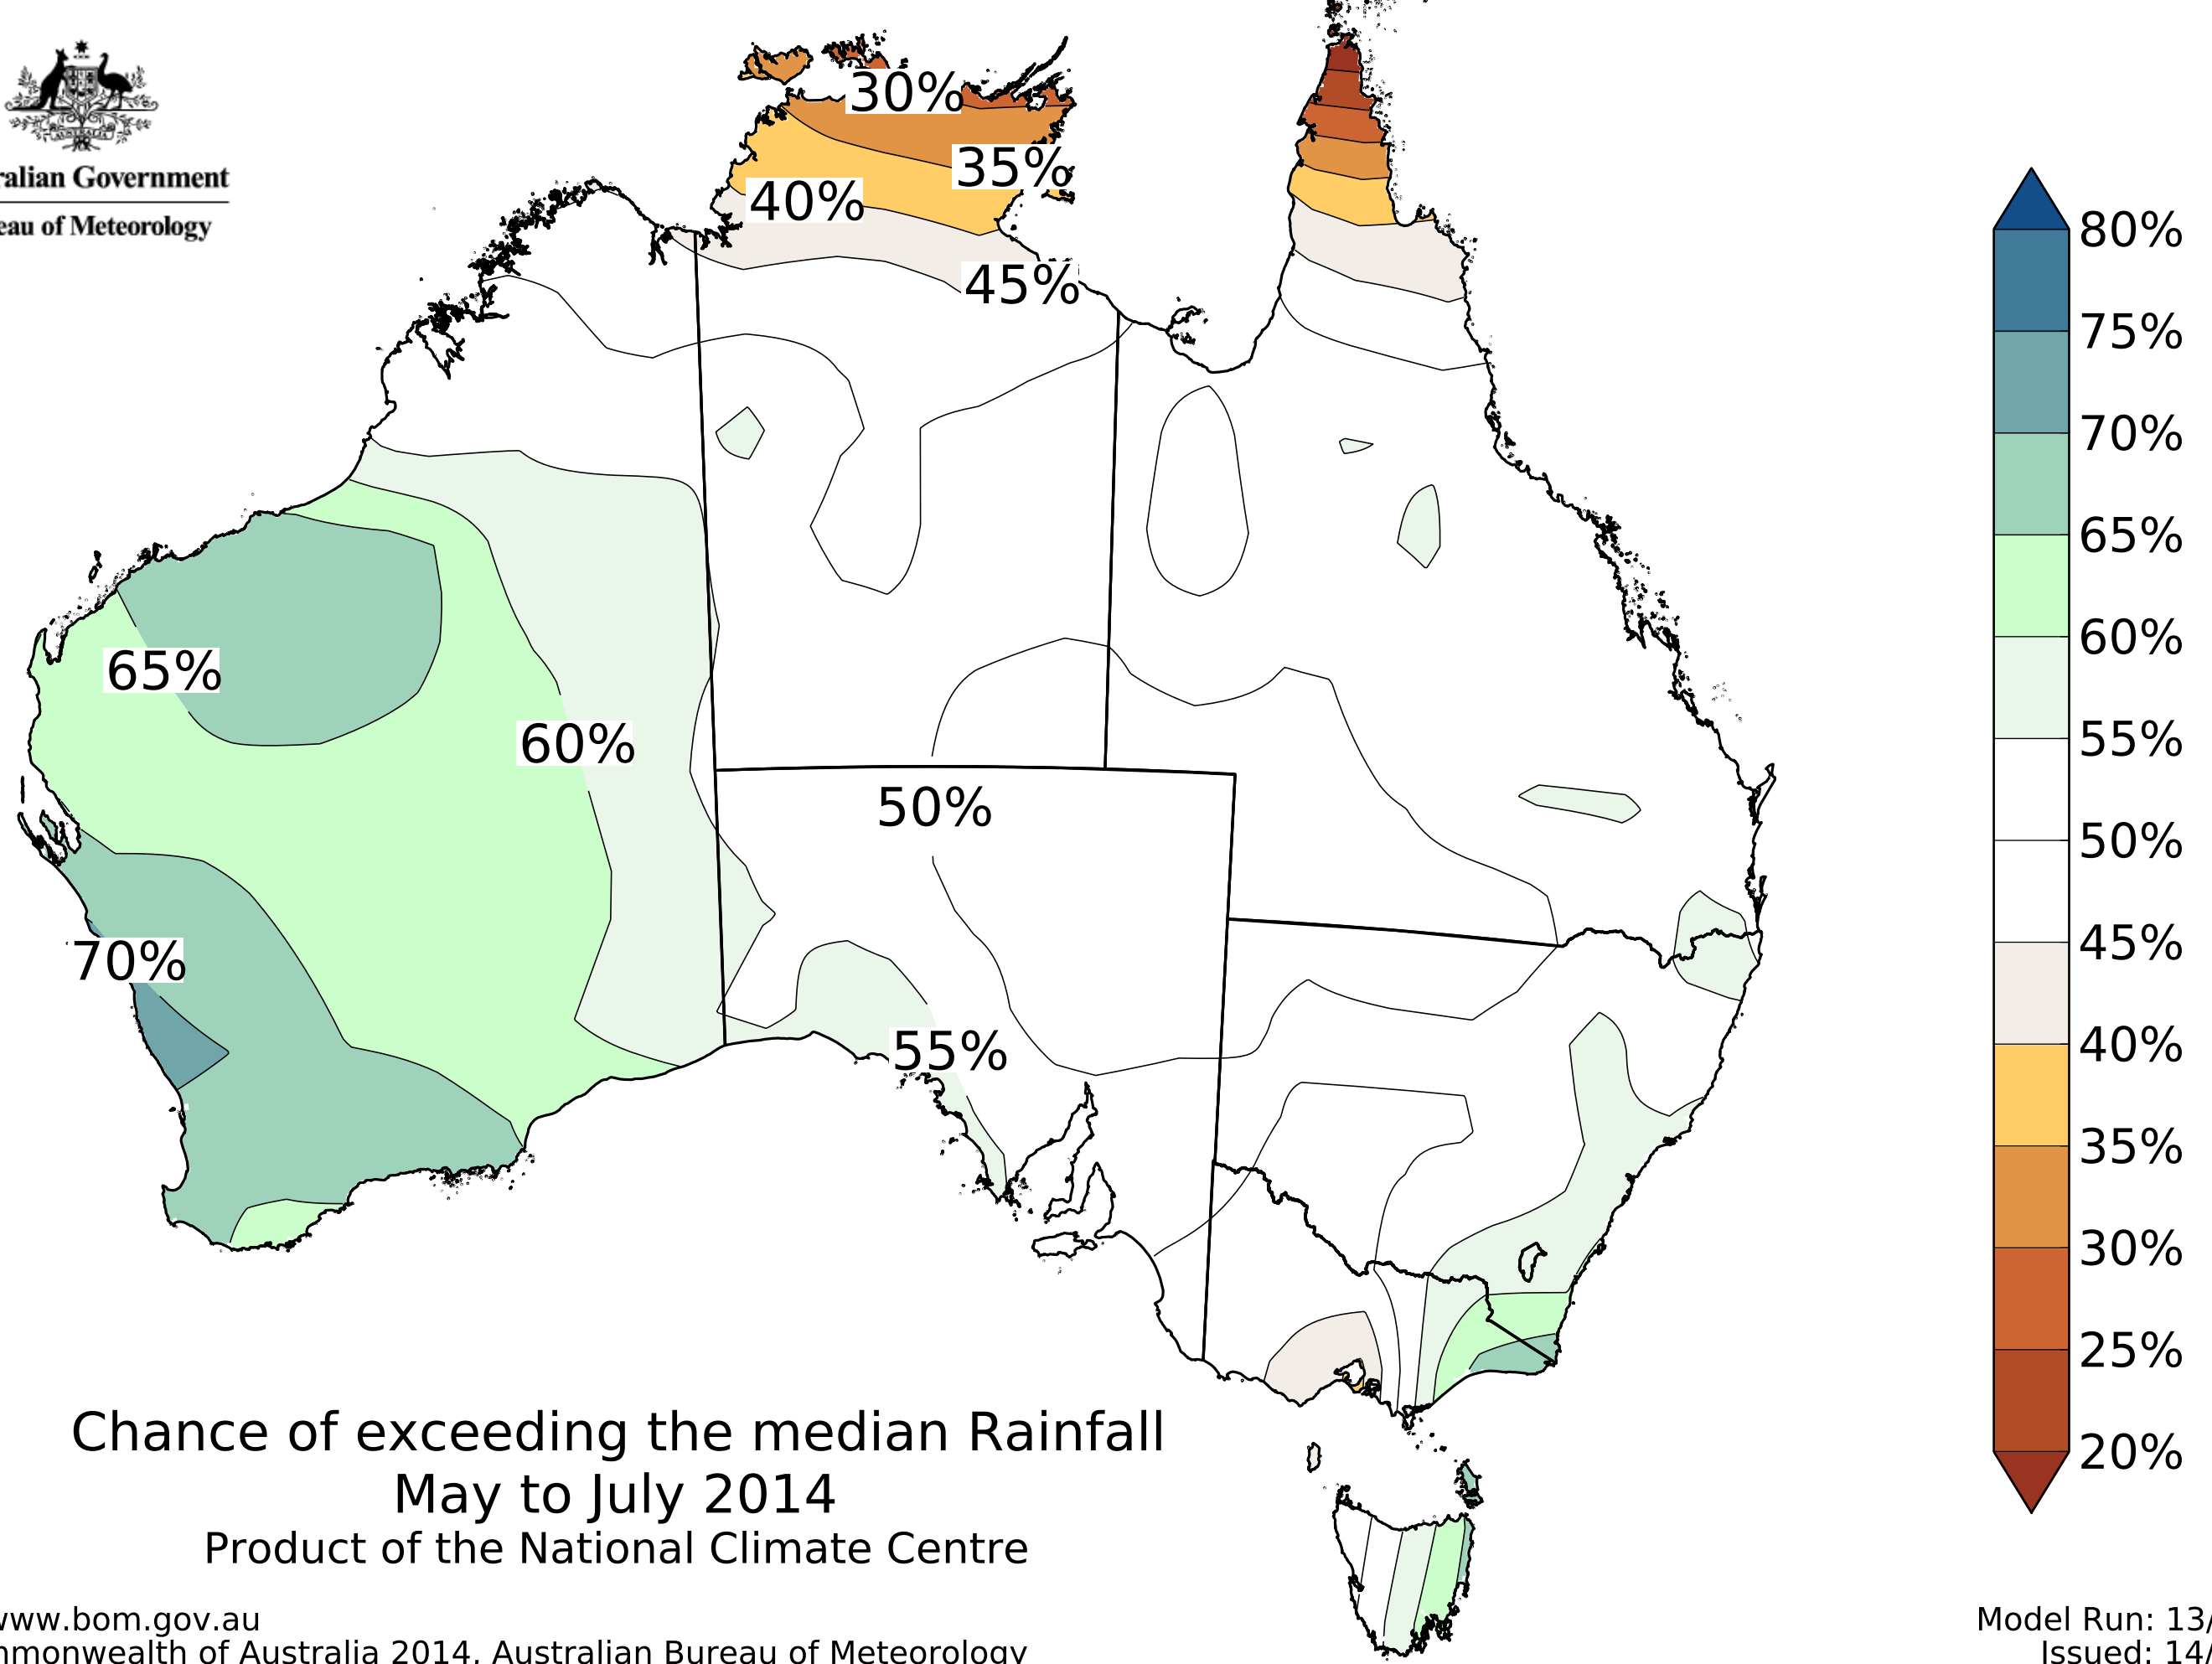 AUSTRALIA
ralian Government
eau of Meteorology
30%
35%
40%
45%
65%
60%
50%
70%
55%
80%
75%
70%
65%
60%
55%
50%
45%
40%
35%
30%
25%
20%
Chance of exceeding the median Rainfall
May to July 2014
Product of the National Climate Centre
www.bom.gov.au
mmonwealth of Australia 2014, Australian Bureau of Meteorology
Model Run: 13/
Issued: 14/